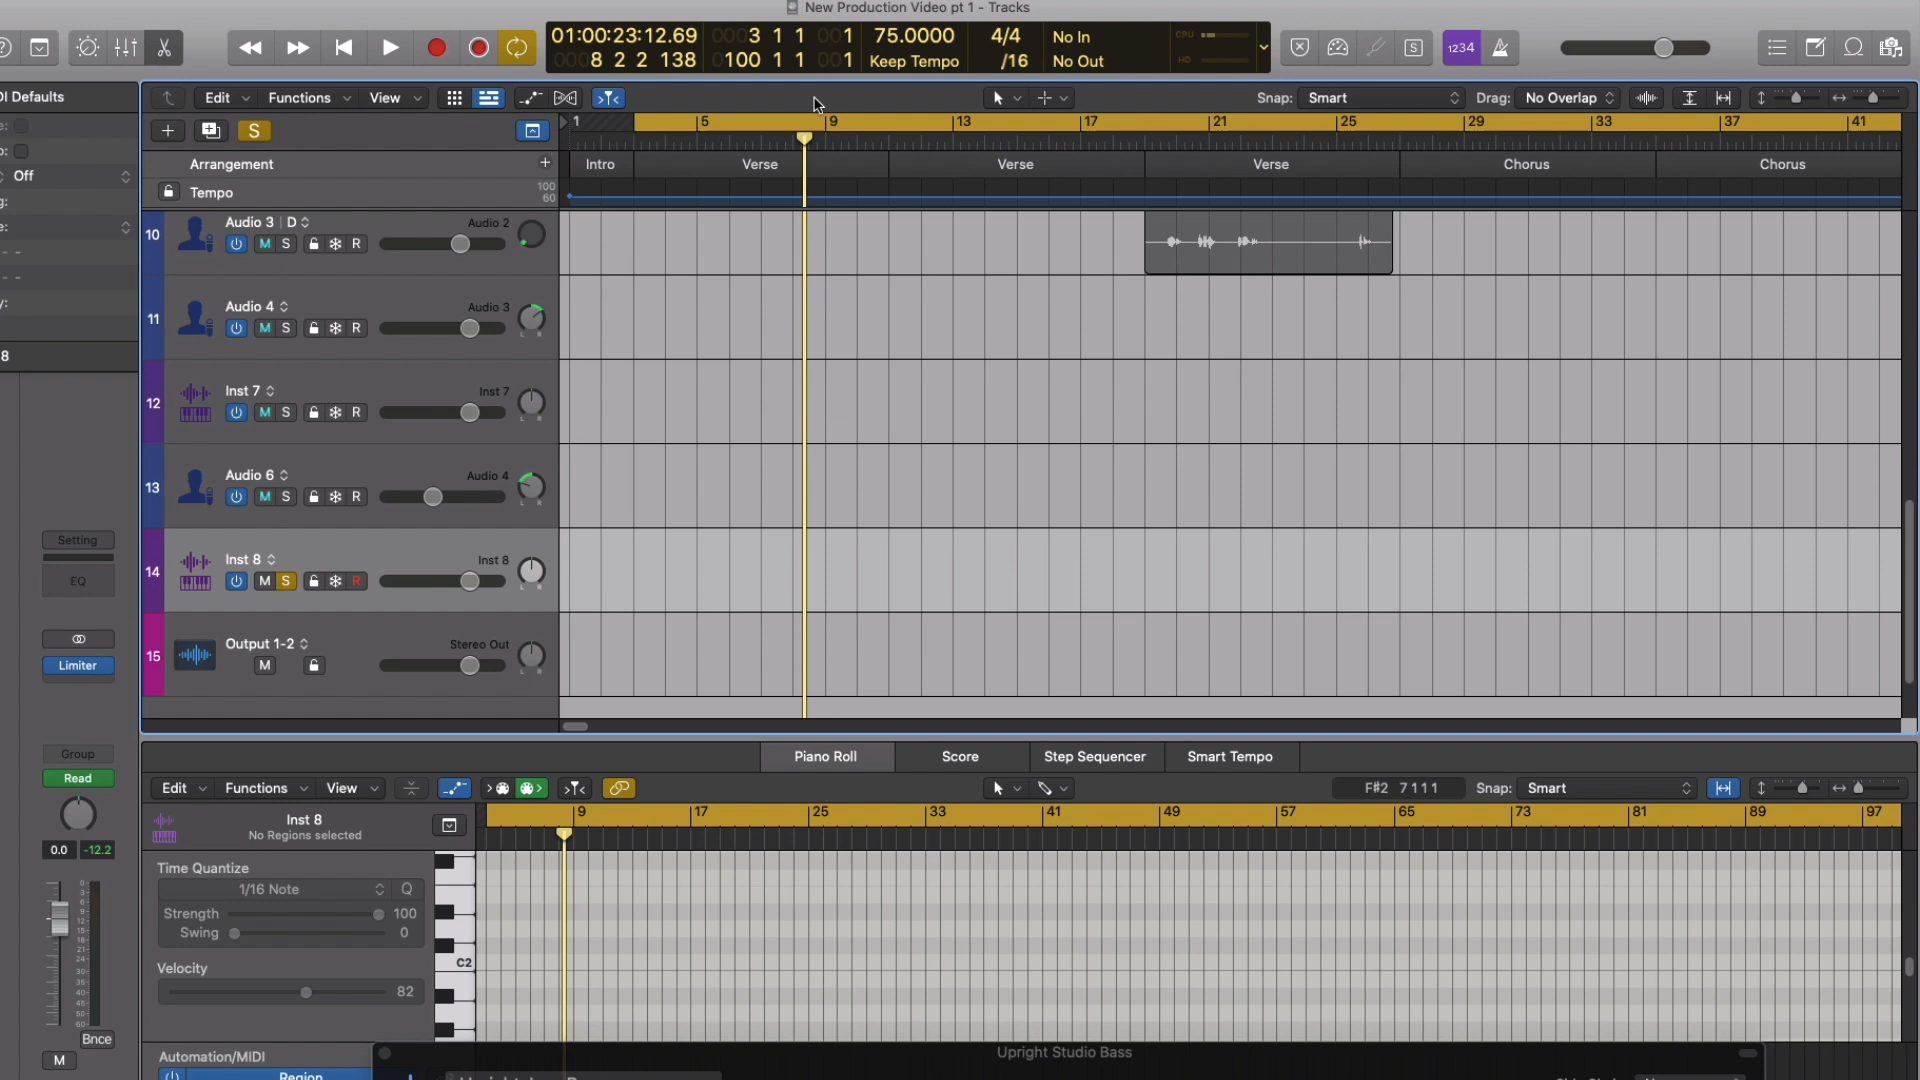 New Production Video pt 1 - Tracks
01:00:23:12.69
0003 1 1 001
75.0000
4/4
No In
CPU
0008 2 2 138
0100 1 1 001
Keep Tempo
/16
No Out
HD
1234
DI Defaults
Off
8
Edit
Functions
View
Snap: Smart
Drag: No Overlap
S
1 5 9 13 17 21 25 29 33 37 41
Arrangement
Intro Verse Verse Verse Chorus Chorus
Tempo
100
60
10 Audio 3 D Audio 2
M S R
11 Audio 4 Audio 3
M S R
L R
12 Inst 7 Inst 7
M S R
L R
13 Audio 6 Audio 4
M S R
L R
14 Inst 8 Inst 8
M S R
L R
15 Output 1-2 Stereo Out
M
L R
Setting
EQ
Limiter
Group
Read
0.0 -12.2
Bnce
M
Piano Roll
Score
Step Sequencer
Smart Tempo
Edit
Functions
View
F#2 7 1 1 1
Snap: Smart
Inst 8
No Regions selected
9 17 25 33 41 49 57 65 73 81 89 97
Time Quantize
1/16 Note Q
Strength 100
Swing 0
C2
Velocity
82
Automation/MIDI
Upright Studio Bass
Region